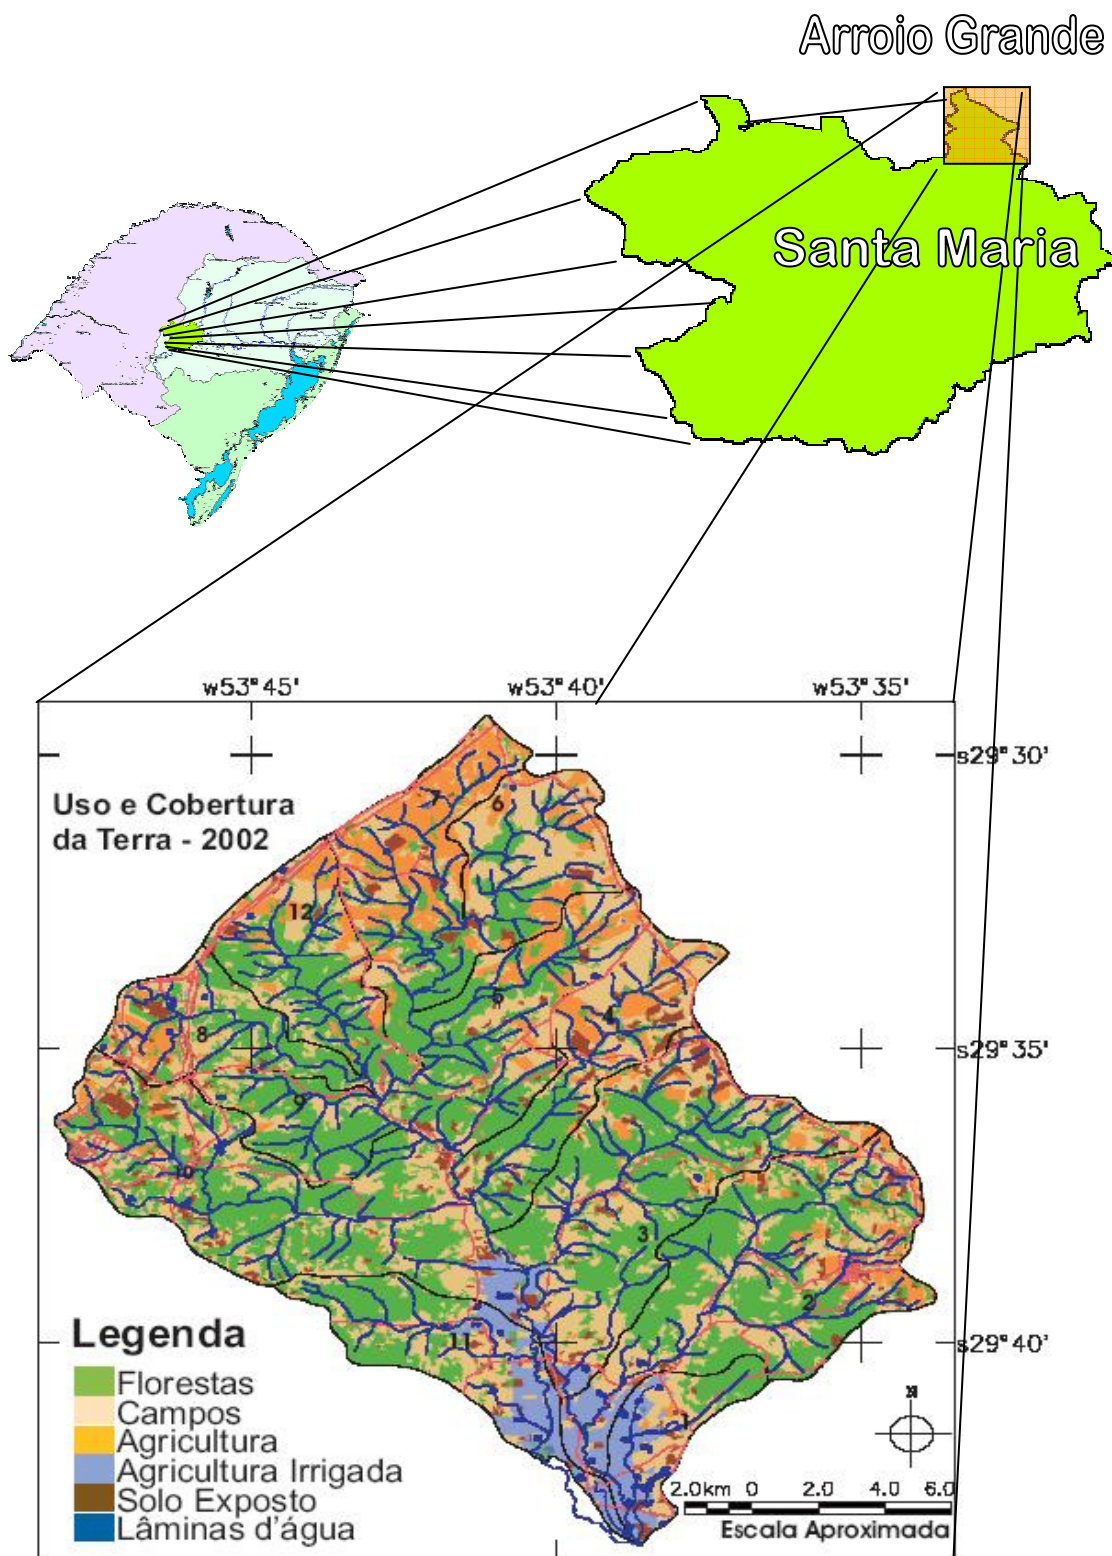 Arroio Grande
Santa Maria
w53°45' w53°40' w53°35'
s29°30'
Uso e Cobertura
da Terra - 2002
7
6
12
5
4
8
s29°35'
9
10
3
2
Legenda
11
s29°40'
Florestas
Campos
N
Agricultura
1
Agricultura Irrigada
Solo Exposto
2.0km 0 2.0 4.0 6.0
Lâminas d'água
Escala Aproximada